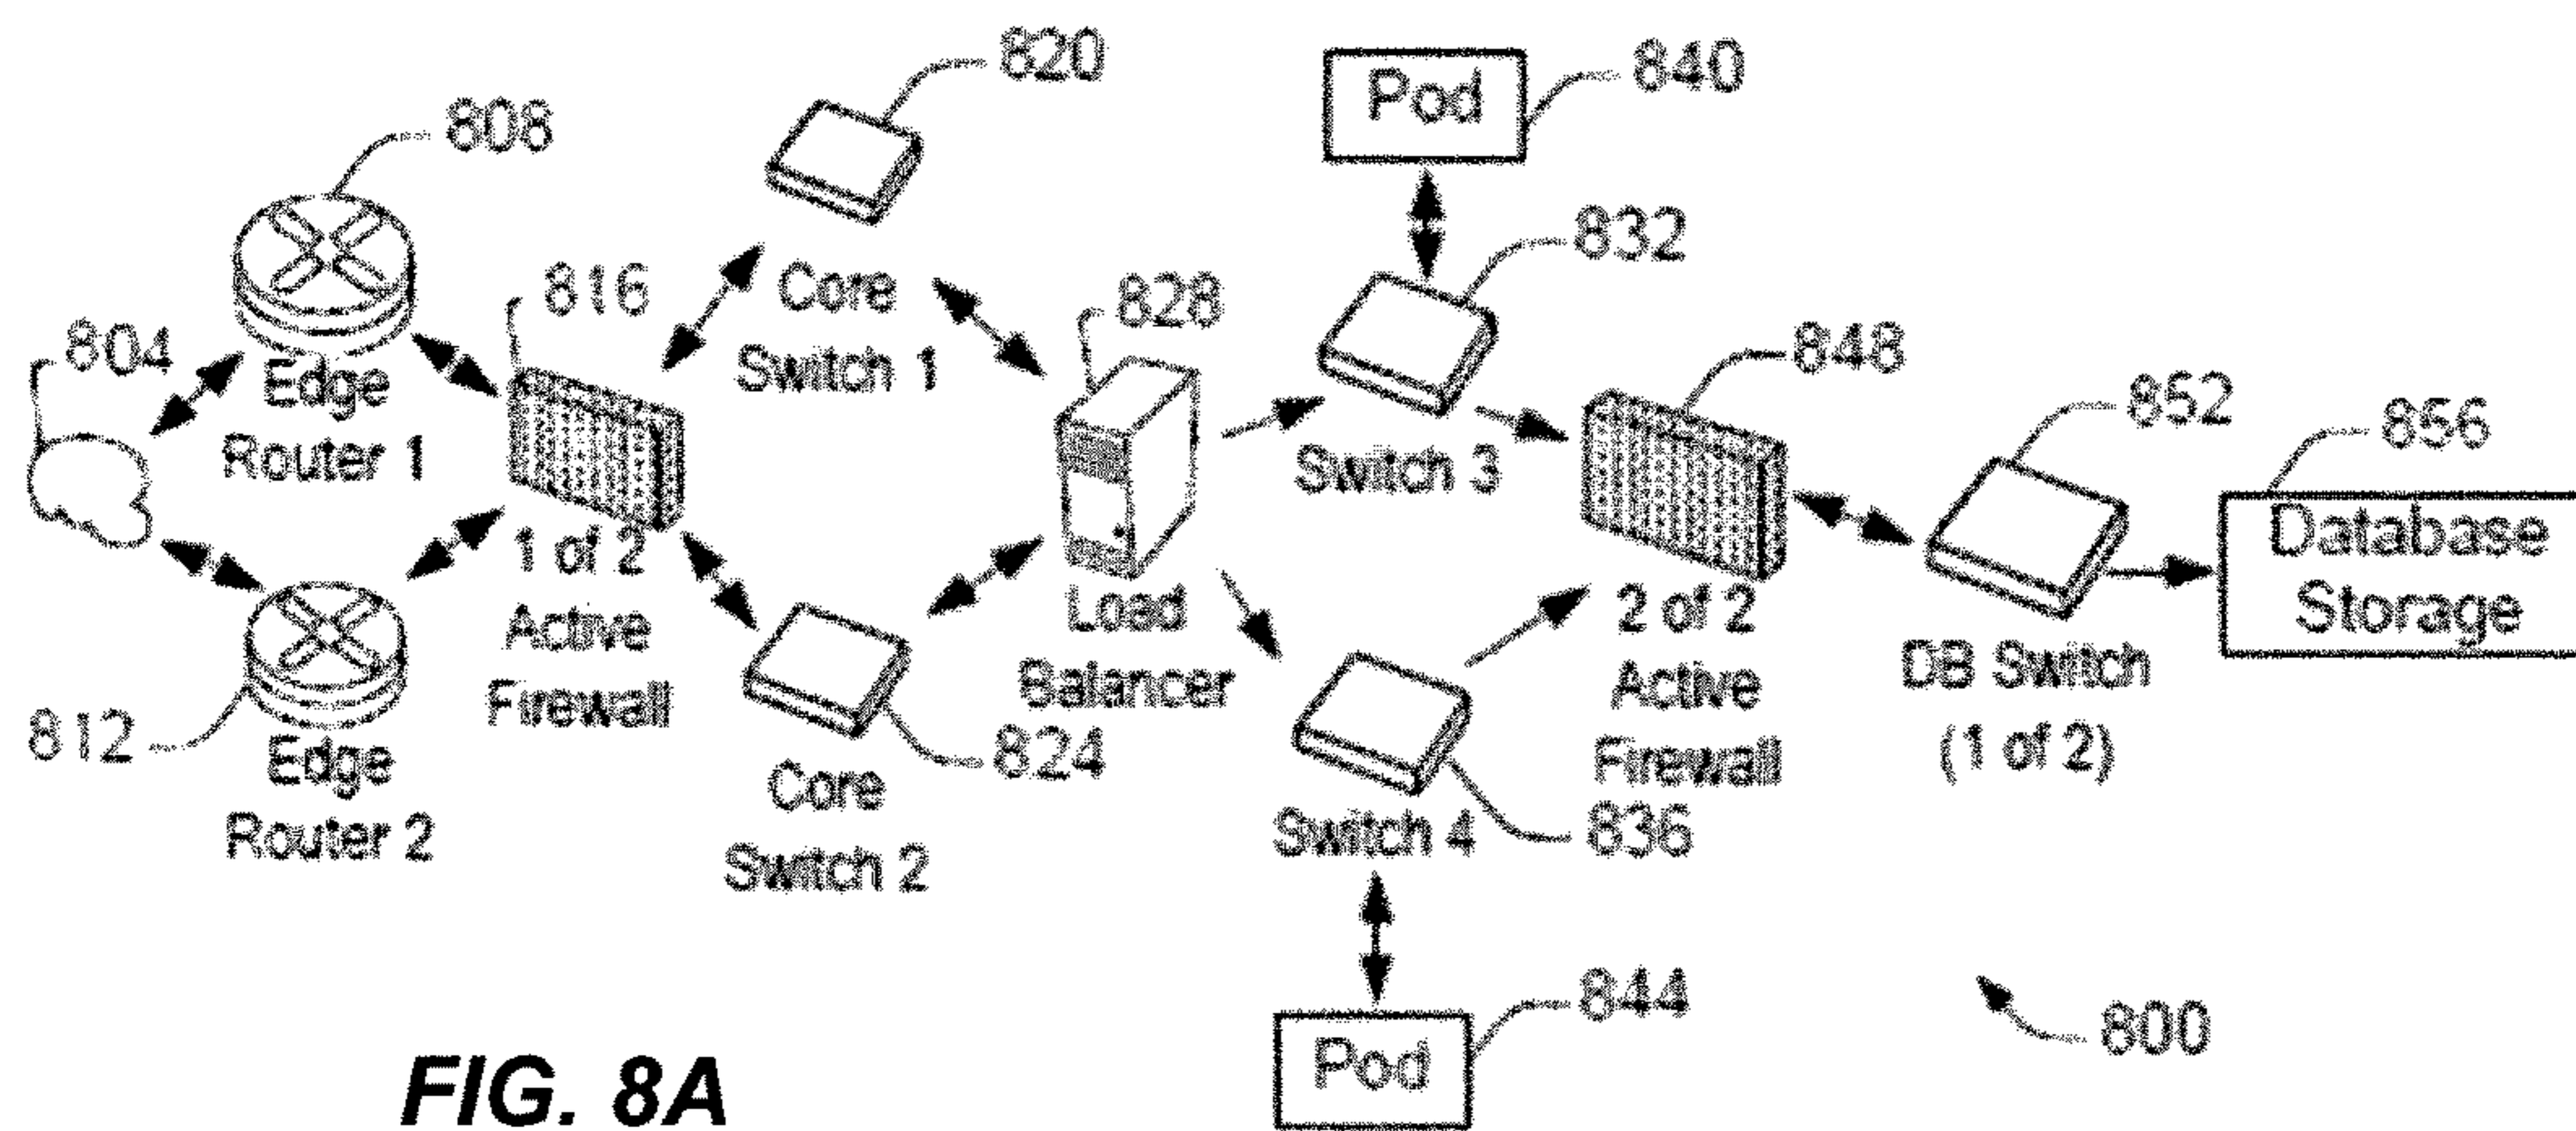 820
Pod
840
808
832
816
Core
Switch 1
828
804
Edge
Router 1
848
852
856
Switch 3
Database
Storage
1 of 2
Active
Firewall
Load
Balancer
2 of 2
Active
Firewall
DB Switch
(1 of 2)
812
Edge
Router 2
824
Core
Switch 2
Switch 4
836
844
Pod
800
FIG. 8A